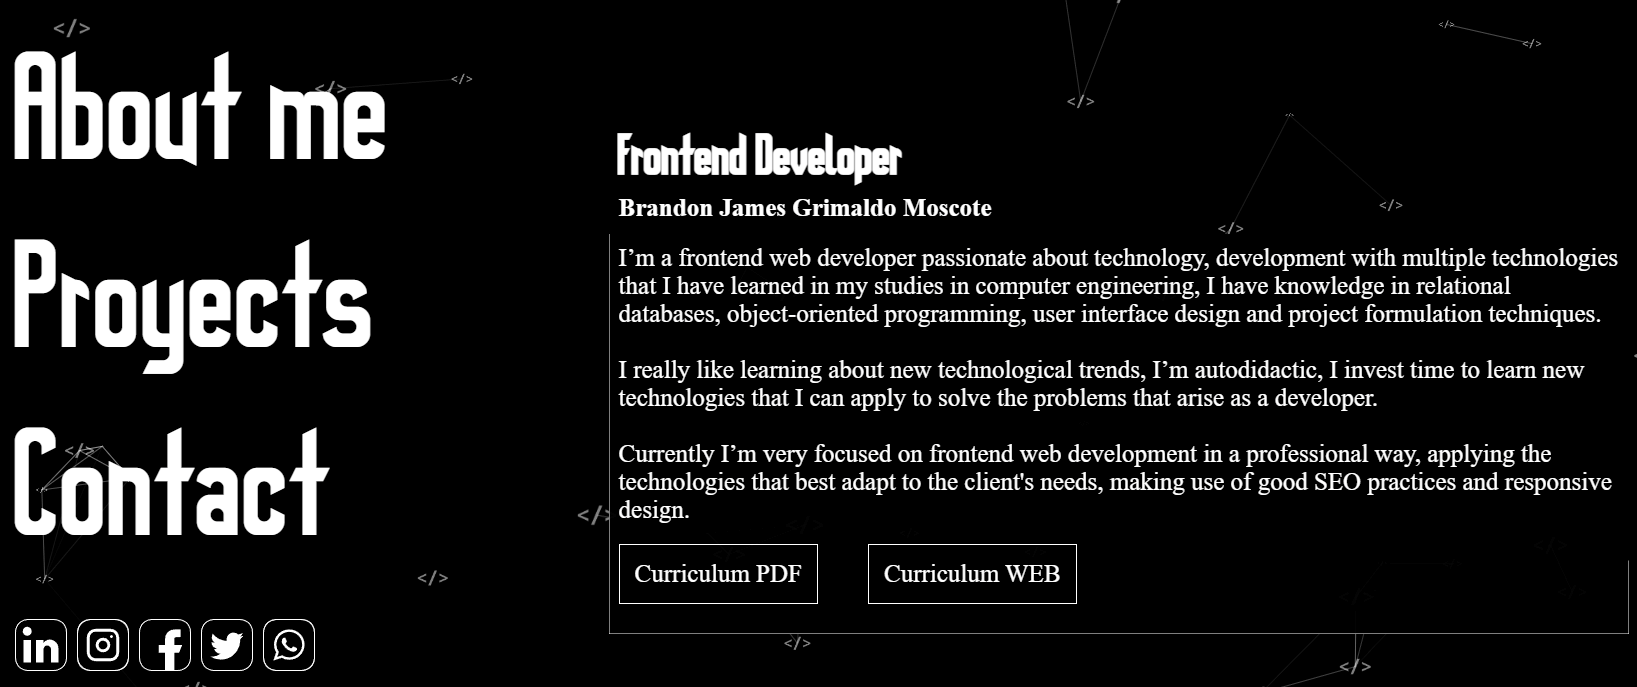 About me
Proyects
Contact
in
Frontend Developer
Brandon James Grimaldo Moscote
I’m a frontend web developer passionate about technology, development with multiple technologies
that I have learned in my studies in computer engineering, I have knowledge in relational
databases, object-oriented programming, user interface design and project formulation techniques.
I really like learning about new technological trends, I’m autodidactic, I invest time to learn new
technologies that I can apply to solve the problems that arise as a developer.
Currently I’m very focused on frontend web development in a professional way, applying the
technologies that best adapt to the client's needs, making use of good SEO practices and responsive
design.
Curriculum PDF
Curriculum WEB